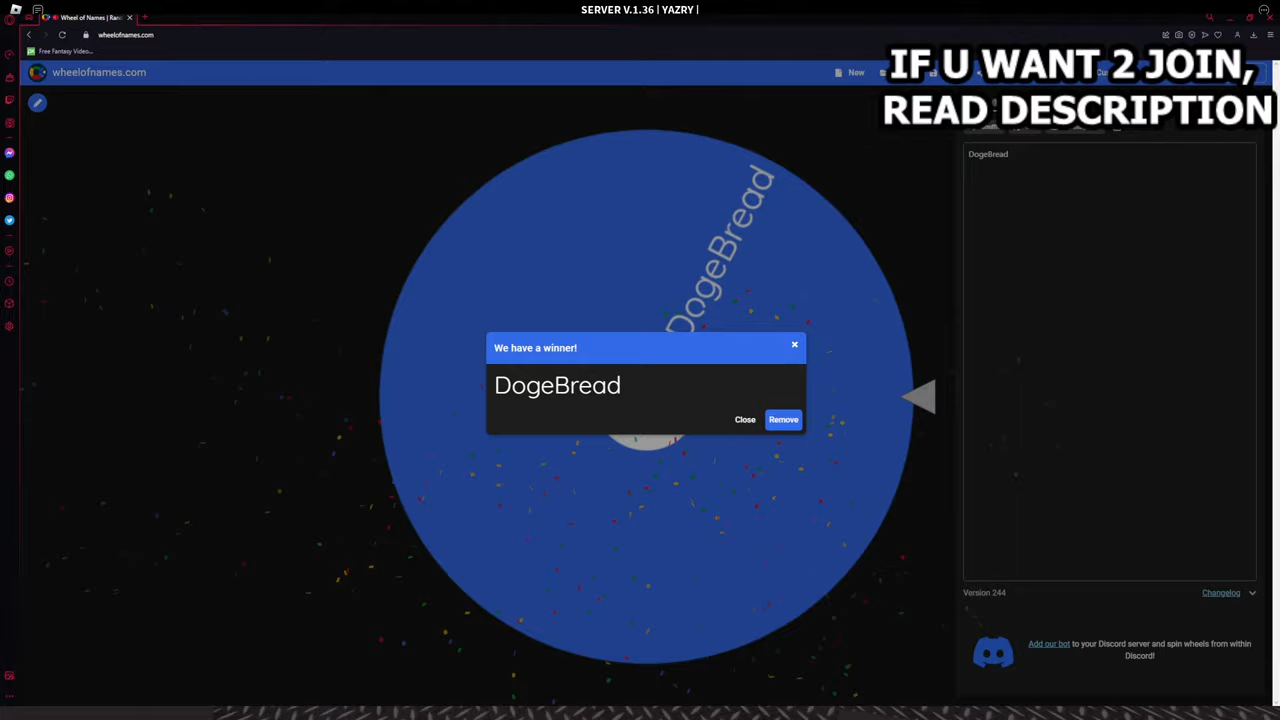 SERVER V.1.36 | YAZRY |
Wheel of Names | Ran
wheelofnames.com
Free Fantasy Video...
IF U WANT 2 JOIN,
READ DESCRIPTION
wheelofnames.com
New
DogeBread
DogeBread
We have a winner!
DogeBread
Close
Remove
Version 244
Changelog
Add our bot to your Discord server and spin wheels from within
Discord!